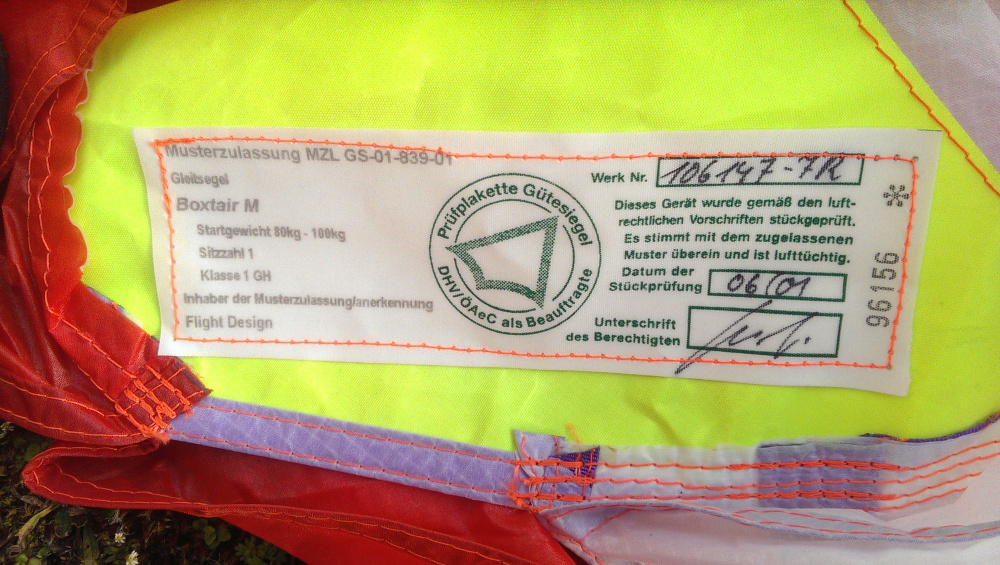 Musterzulassung MZL GS-01-839-01
Gleitsegel
Boxtair M
Startgewicht 80kg - 100kg
Sitzzahl 1
Klasse 1 GH
Inhaber der Musterzulassung/anerkennung
Flight Design
Prüfplakette Gütesiegel
DHV/ÖAeC als Beauftragte
Werk Nr. 106147-7R
Dieses Gerät wurde gemäß den luft-
rechtlichen Vorschriften stückgeprüft.
Es stimmt mit dem zugelassenen
Muster überein und ist lufttüchtig.
Datum der
Stückprüfung 06/01
Unterschrift
des Berechtigten
96156 *